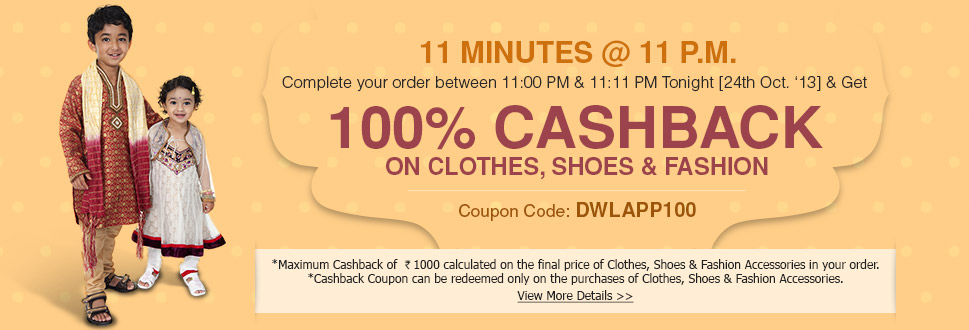 11 MINUTES @ 11 P.M.
Complete your order between 11:00 PM & 11:11 PM Tonight [24th Oct. ‘13] & Get
100% CASHBACK
ON CLOTHES, SHOES & FASHION
Coupon Code: DWLAPP100
*Maximum Cashback of ₹ 1000 calculated on the final price of Clothes, Shoes & Fashion Accessories in your order.
*Cashback Coupon can be redeemed only on the purchases of Clothes, Shoes & Fashion Accessories.
View More Details >>